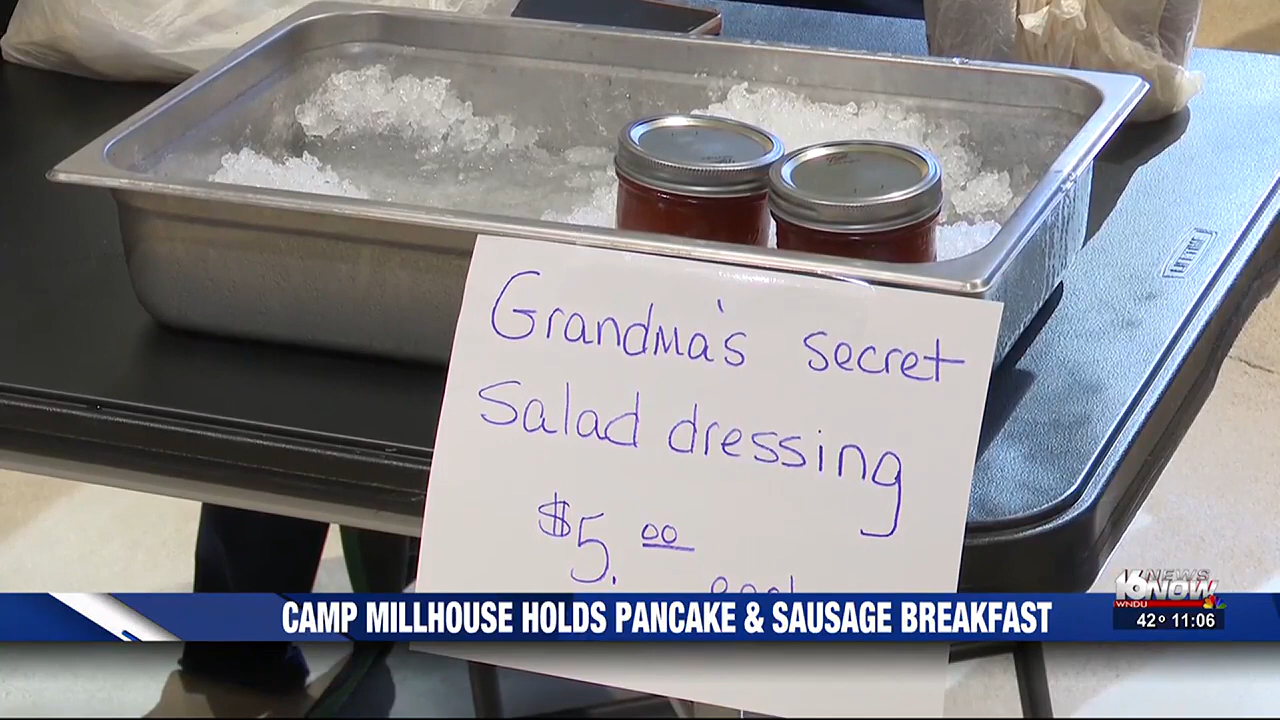 Grandma's secret
Salad dressing
$5.00
LIFETIME
CAMP MILLHOUSE HOLDS PANCAKE & SAUSAGE BREAKFAST
16 NEWS NOW
WNDU
42° 11:06